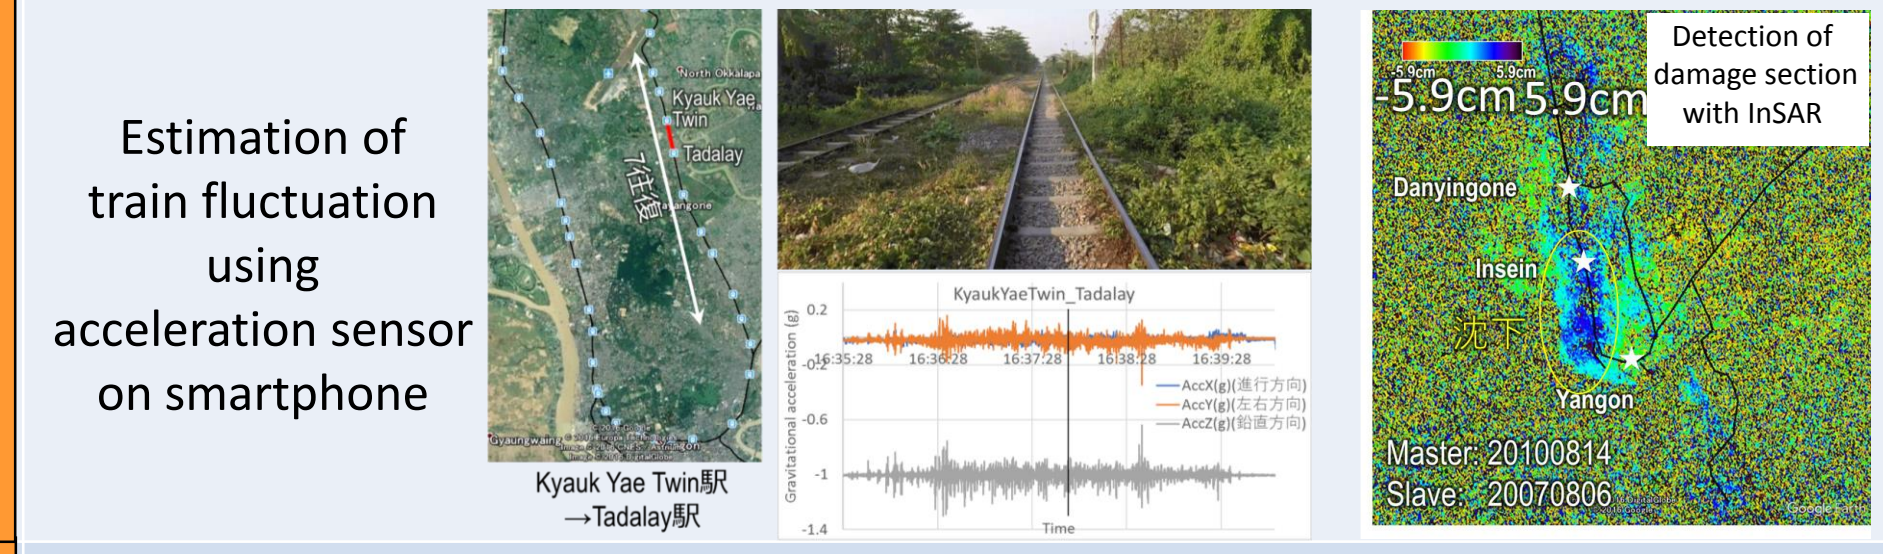 Estimation of
train fluctuation
using
acceleration sensor
on smartphone
North Okkalapa
Kyauk Yae
Twin
Tadalay
7往復
Gyaungwaing
Kyauk Yae Twin駅
→Tadalay駅
KyaukYaeTwin_Tadalay
Gravitational acceleration (g)
0.2
-0.2
-0.6
-1
-1.4
16:35:28
16:36:28
16:37:28
16:38:28
16:39:28
AccX(g)(進行方向)
AccY(g)(左右方向)
AccZ(g)(鉛直方向)
Time
Detection of
damage section
with InSAR
-5.9cm 5.9cm
-5.9cm 5.9cm
Danyingone
Insein
沈下
Yangon
Master: 20100814
Slave: 20070806
Google Earth